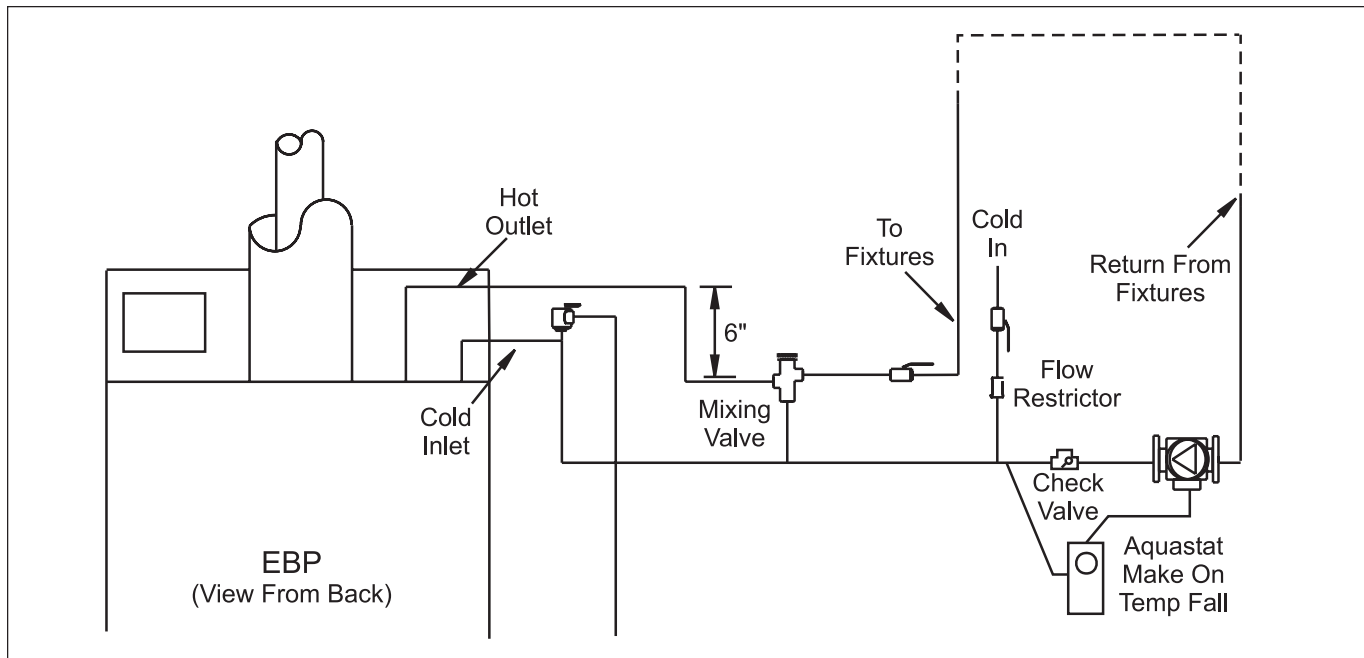 Hot
Outlet
To
Fixtures
Cold
In
Return From
Fixtures
6"
Cold
Inlet
Mixing
Valve
Flow
Restrictor
Check
Valve
EBP
(View From Back)
Aquastat
Make On
Temp Fall